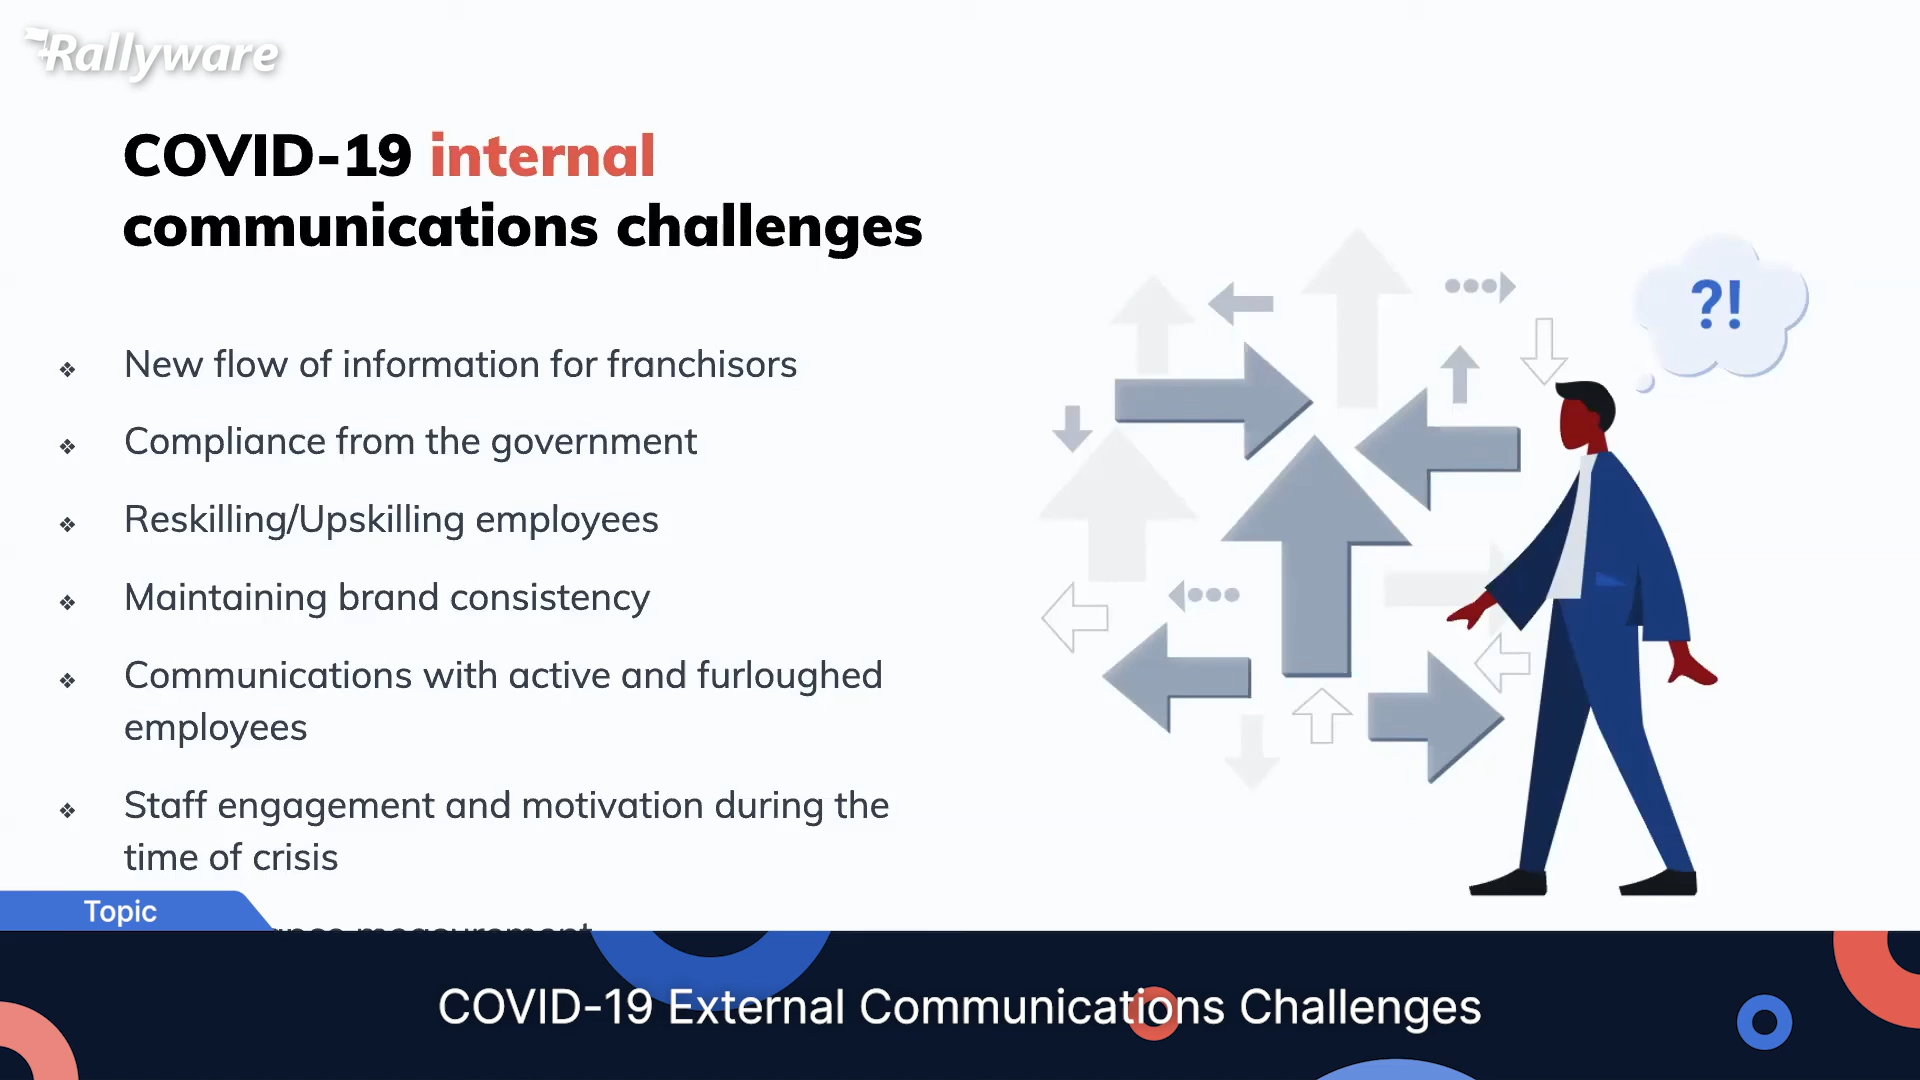 Rallyware
COVID-19 internal
communications challenges
❖ New flow of information for franchisors
❖ Compliance from the government
❖ Reskilling/Upskilling employees
❖ Maintaining brand consistency
❖ Communications with active and furloughed
employees
❖ Staff engagement and motivation during the
time of crisis
measurement
?!
Topic
COVID-19 External Communications Challenges